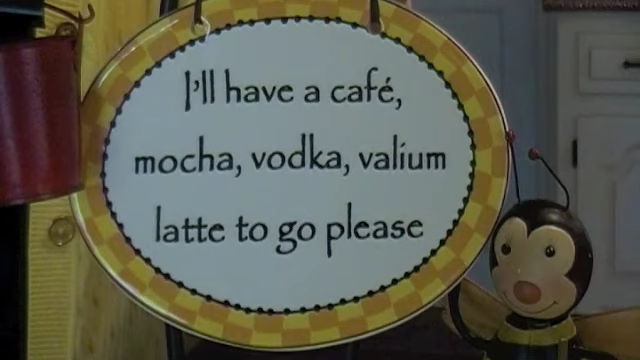 I'll have a café,
mocha, vodka, valium
latte to go please